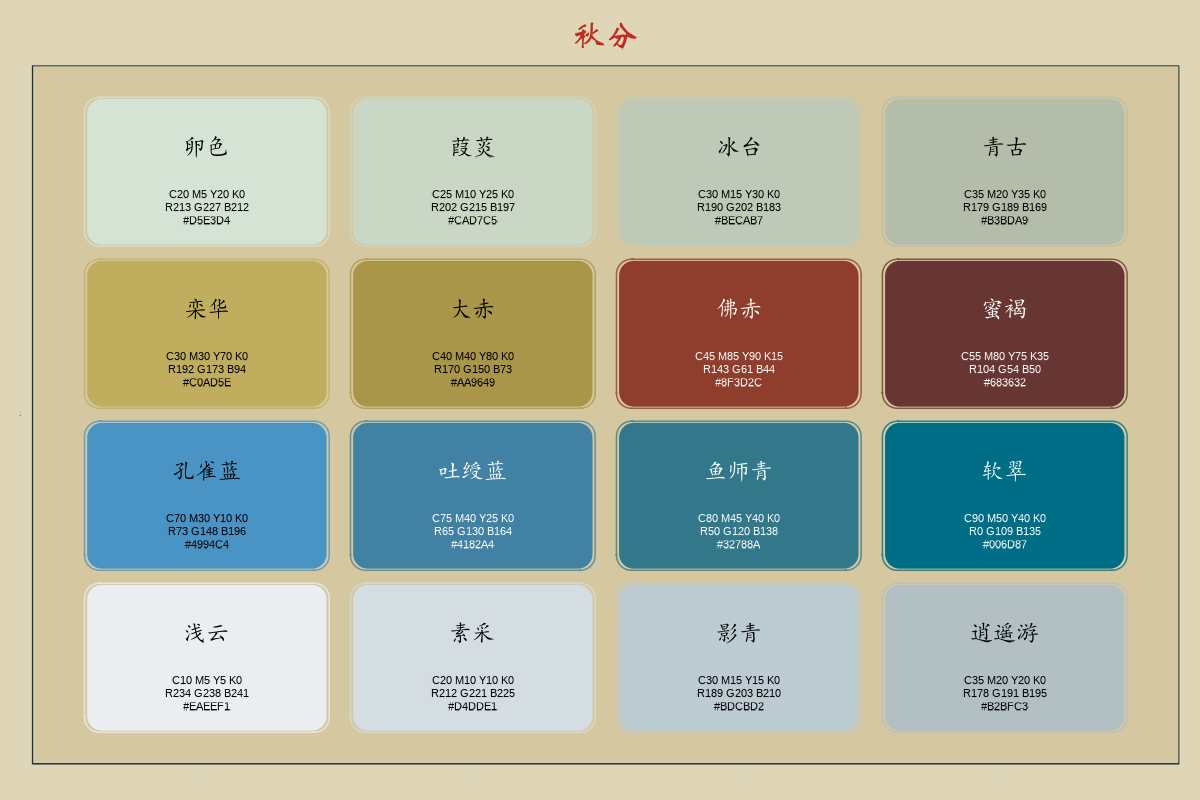 秋分
卵色
C20 M5 Y20 K0
R213 G227 B212
#D5E3D4
葭菼
C25 M10 Y25 K0
R202 G215 B197
#CAD7C5
冰台
C30 M15 Y30 K0
R190 G202 B183
#BECAB7
青古
C35 M20 Y35 K0
R179 G189 B169
#B3BDA9
栾华
C30 M30 Y70 K0
R192 G173 B94
#C0AD5E
大赤
C40 M40 Y80 K0
R170 G150 B73
#AA9649
佛赤
C45 M85 Y90 K15
R143 G61 B44
#8F3D2C
蜜褐
C55 M80 Y75 K35
R104 G54 B50
#683632
孔雀蓝
C70 M30 Y10 K0
R73 G148 B196
#4994C4
吐绶蓝
C75 M40 Y25 K0
R65 G130 B164
#4182A4
鱼师青
C80 M45 Y40 K0
R50 G120 B138
#32788A
软翠
C90 M50 Y40 K0
R0 G109 B135
#006D87
浅云
C10 M5 Y5 K0
R234 G238 B241
#EAEEF1
素采
C20 M10 Y10 K0
R212 G221 B225
#D4DDE1
影青
C30 M15 Y15 K0
R189 G203 B210
#BDCBD2
逍遥游
C35 M20 Y20 K0
R178 G191 B195
#B2BFC3